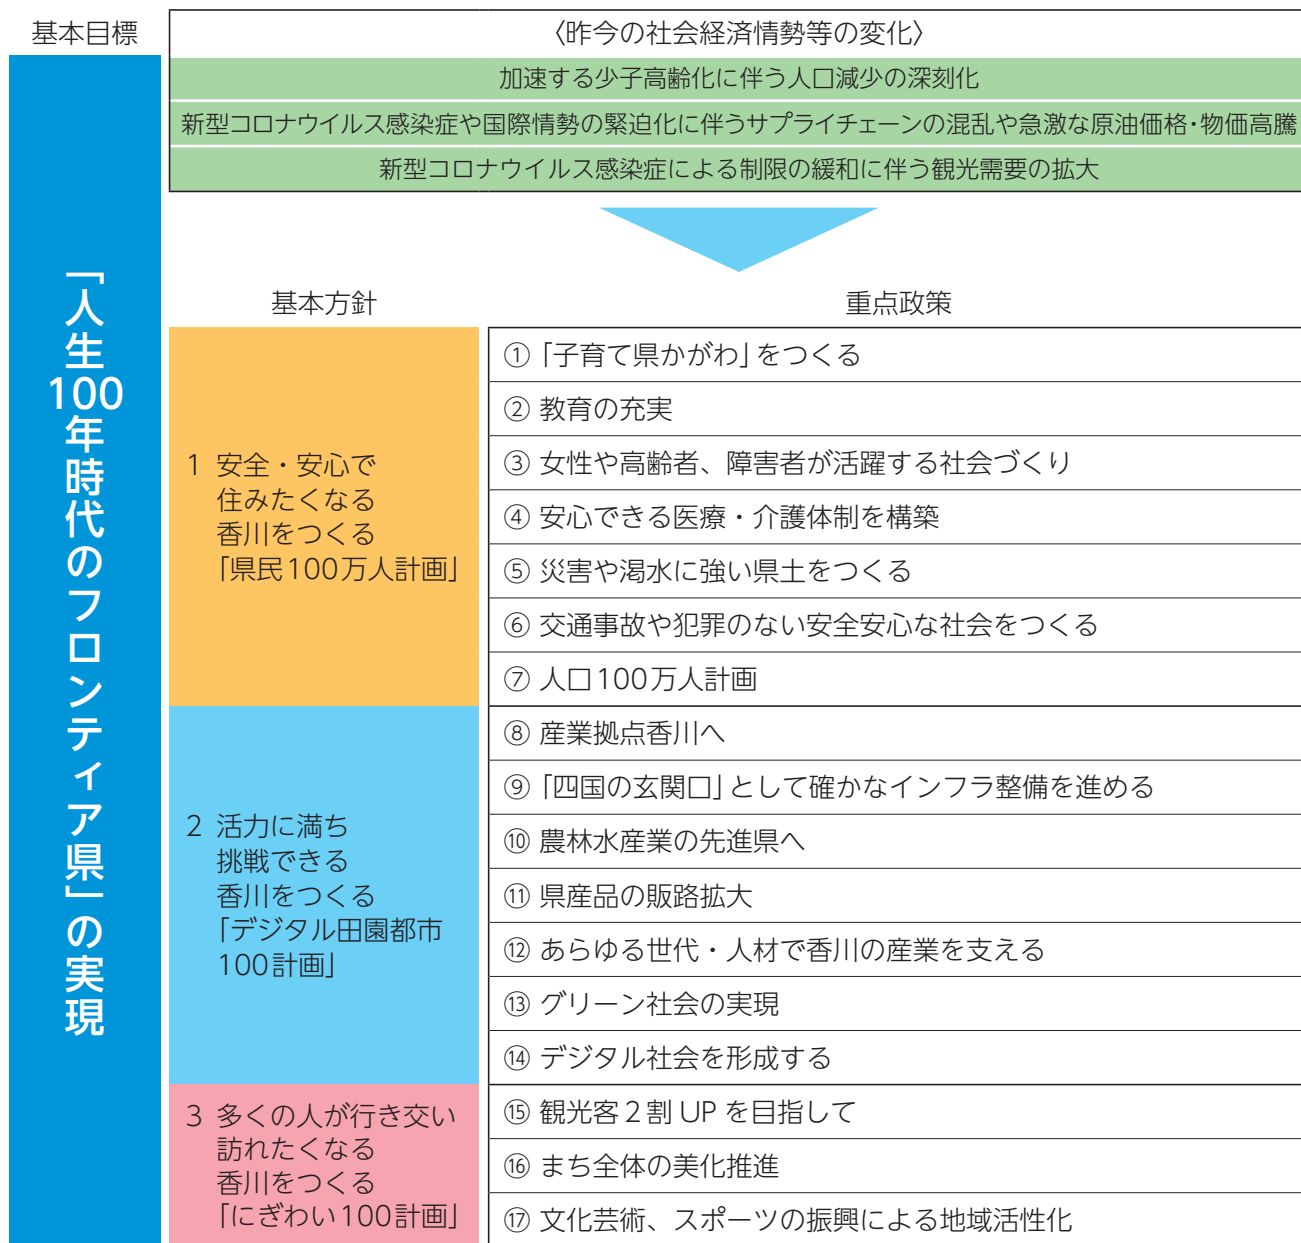 基本目標
〈昨今の社会経済情勢等の変化〉
加速する少子高齢化に伴う人口減少の深刻化
新型コロナウイルス感染症や国際情勢の緊迫化に伴うサプライチェーンの混乱や急激な原油価格・物価高騰
新型コロナウイルス感染症による制限の緩和に伴う観光需要の拡大
「人生100年時代のフロンティア県」の実現
基本方針
重点政策
1 安全・安心で
住みたくなる
香川をつくる
「県民100万人計画」
① 「子育て県かがわ」をつくる
② 教育の充実
③ 女性や高齢者、障害者が活躍する社会づくり
④ 安心できる医療・介護体制を構築
⑤ 災害や渇水に強い県土をつくる
⑥ 交通事故や犯罪のない安全安心な社会をつくる
⑦ 人口100万人計画
2 活力に満ち
挑戦できる
香川をつくる
「デジタル田園都市
100計画」
⑧ 産業拠点香川へ
⑨ 「四国の玄関口」として確かなインフラ整備を進める
⑩ 農林水産業の先進県へ
⑪ 県産品の販路拡大
⑫ あらゆる世代・人材で香川の産業を支える
⑬ グリーン社会の実現
⑭ デジタル社会を形成する
3 多くの人が行き交い
訪れたくなる
香川をつくる
「にぎわい100計画」
⑮ 観光客2割UPを目指して
⑯ まち全体の美化推進
⑰ 文化芸術、スポーツの振興による地域活性化